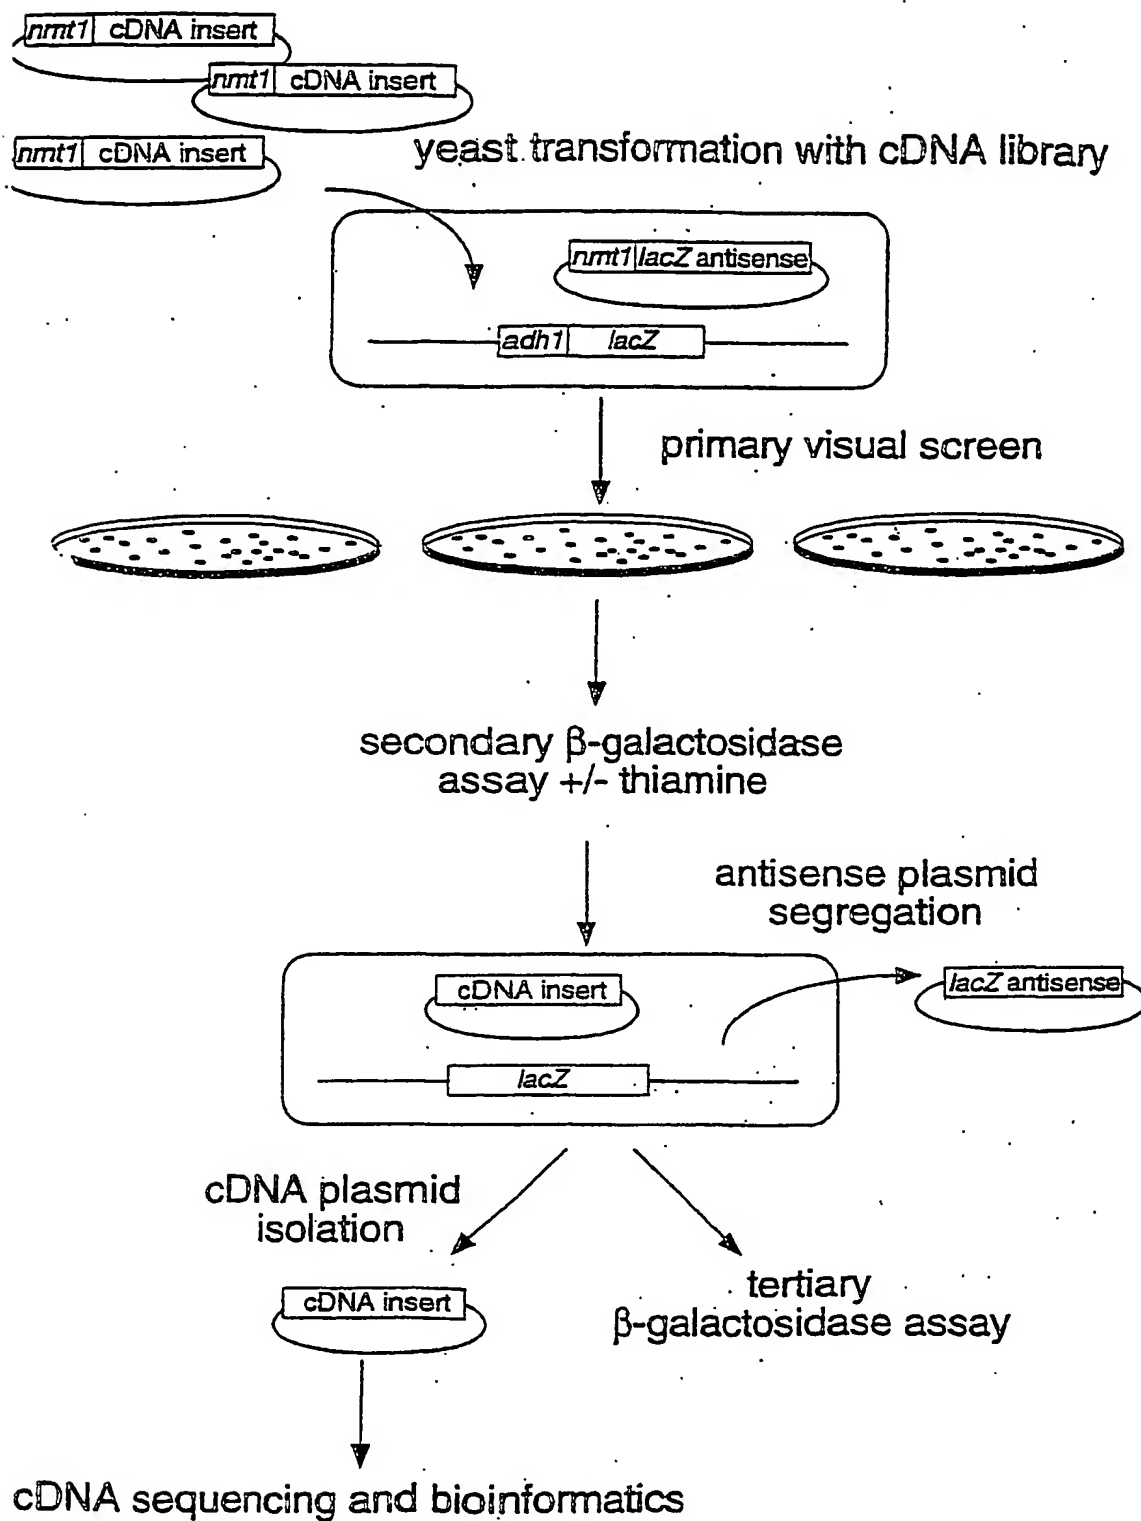 nmt1 cDNA insert
nmt1 cDNA insert
nmt1 cDNA insert
yeast transformation with cDNA library
nmt1 lacZ antisense
adh1 lacZ
primary visual screen
secondary β-galactosidase
assay +/- thiamine
antisense plasmid
segregation
cDNA insert
lacZ antisense
lacZ
cDNA plasmid
isolation
cDNA insert
tertiary
β-galactosidase assay
cDNA sequencing and bioinformatics